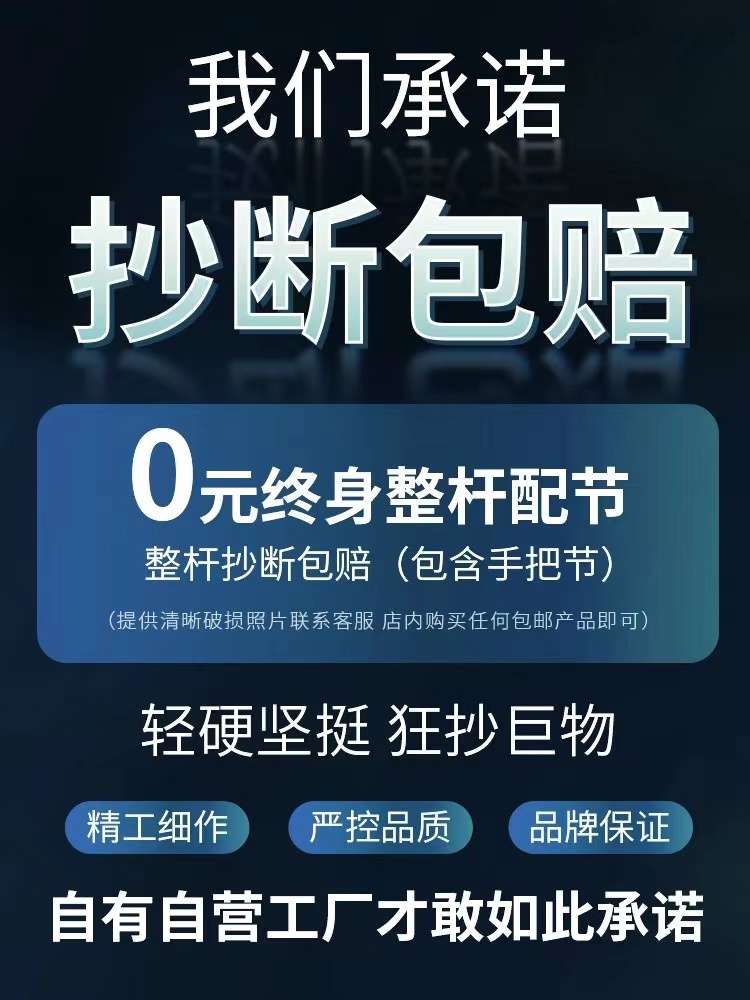 我们承诺
抄断包赔
0元终身整杆配节
整杆抄断包赔（包含手把节）
（提供清晰破损照片联系客服 店内购买任何包邮产品即可）
轻硬坚挺 狂抄巨物
精工细作 严控品质 品牌保证
自有自营工厂才敢如此承诺